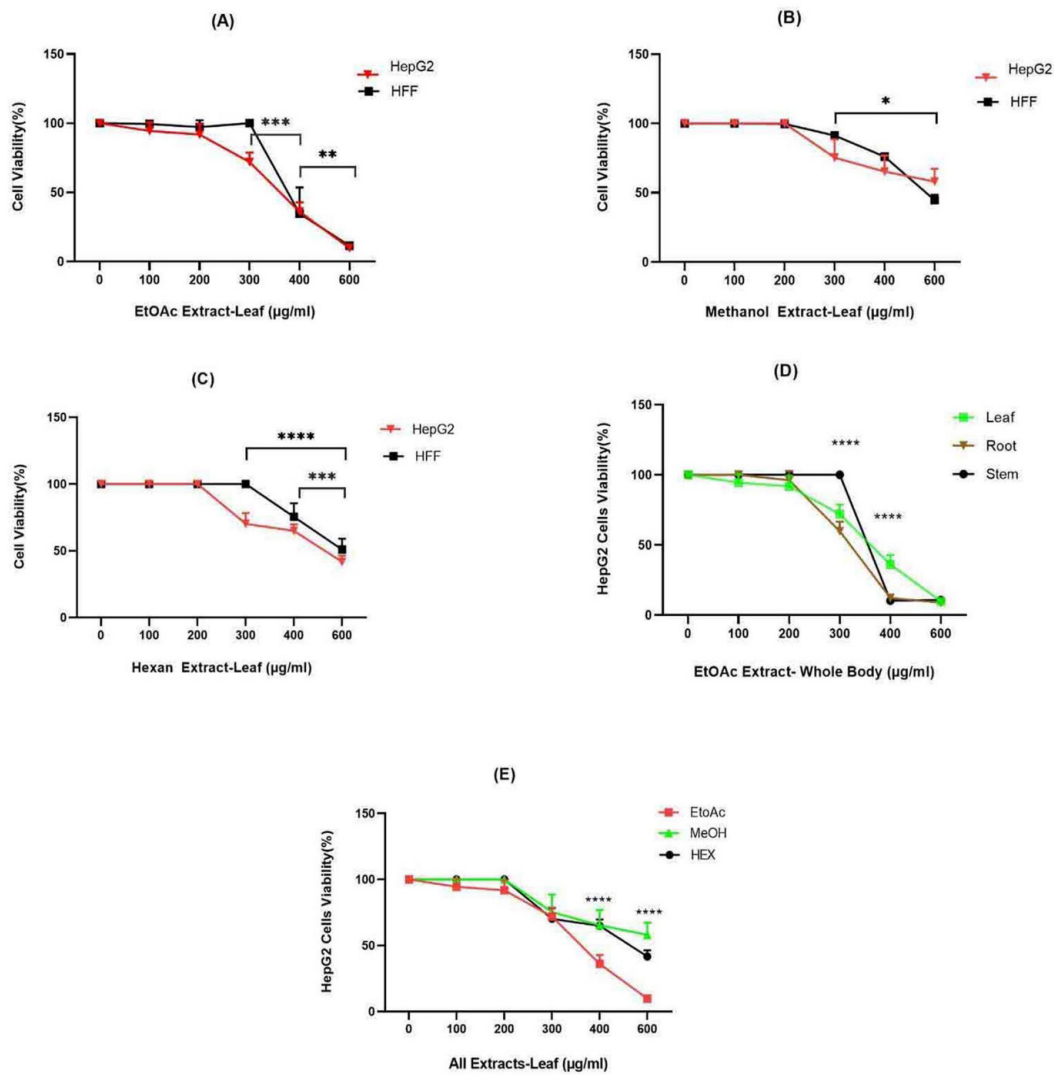 (A)
150
100
50
0
Cell Viability(%)
HepG2
HFF
***
**
0 100 200 300 400 600
EtOAc Extract-Leaf (µg/ml)
(B)
150
100
50
0
Cell Viability(%)
HepG2
HFF
*
0 100 200 300 400 600
Methanol Extract-Leaf (µg/ml)
(C)
150
100
50
0
Cell Viability(%)
HepG2
HFF
****
***
0 100 200 300 400 600
Hexan Extract-Leaf (µg/ml)
(D)
150
100
50
0
HepG2 Cells Viability(%)
Leaf
Root
Stem
****
****
0 100 200 300 400 600
EtOAc Extract- Whole Body (µg/ml)
(E)
150
100
50
0
HepG2 Cells Viability(%)
EtoAc
MeOH
HEX
****
****
0 100 200 300 400 600
All Extracts-Leaf (µg/ml)